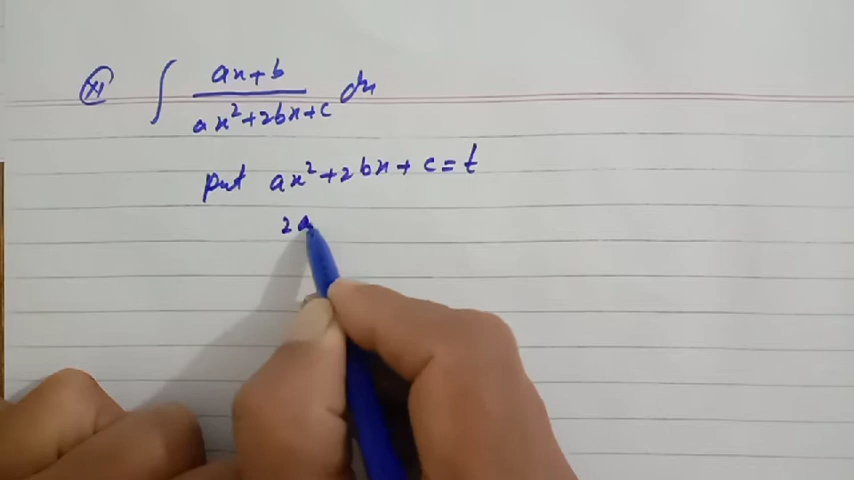 (xi) ∫ (ax+b)/(ax²+2bx+c) dx
put ax²+2bx+c=t
2a